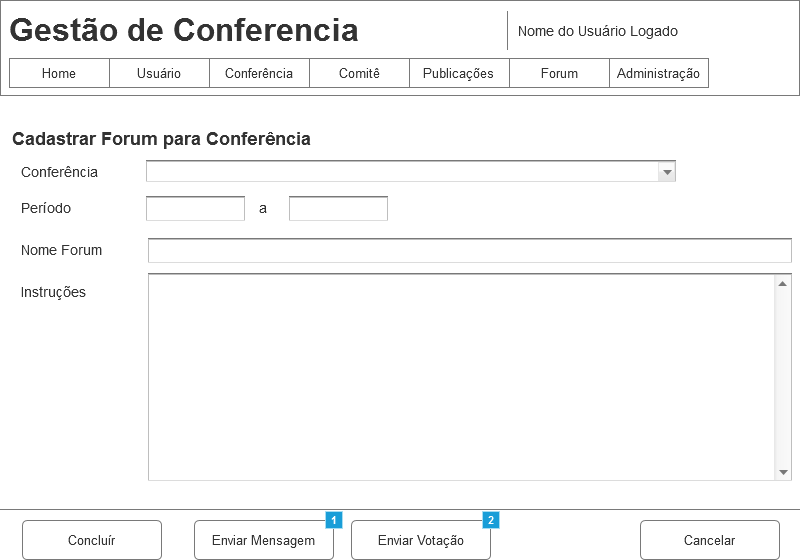 Gestão de Conferencia
Nome do Usuário Logado
Home Usuário Conferência Comitê Publicações Forum Administração
Cadastrar Forum para Conferência
Conferência
Período a
Nome Forum
Instruções
1 2
Concluír Enviar Mensagem Enviar Votação Cancelar